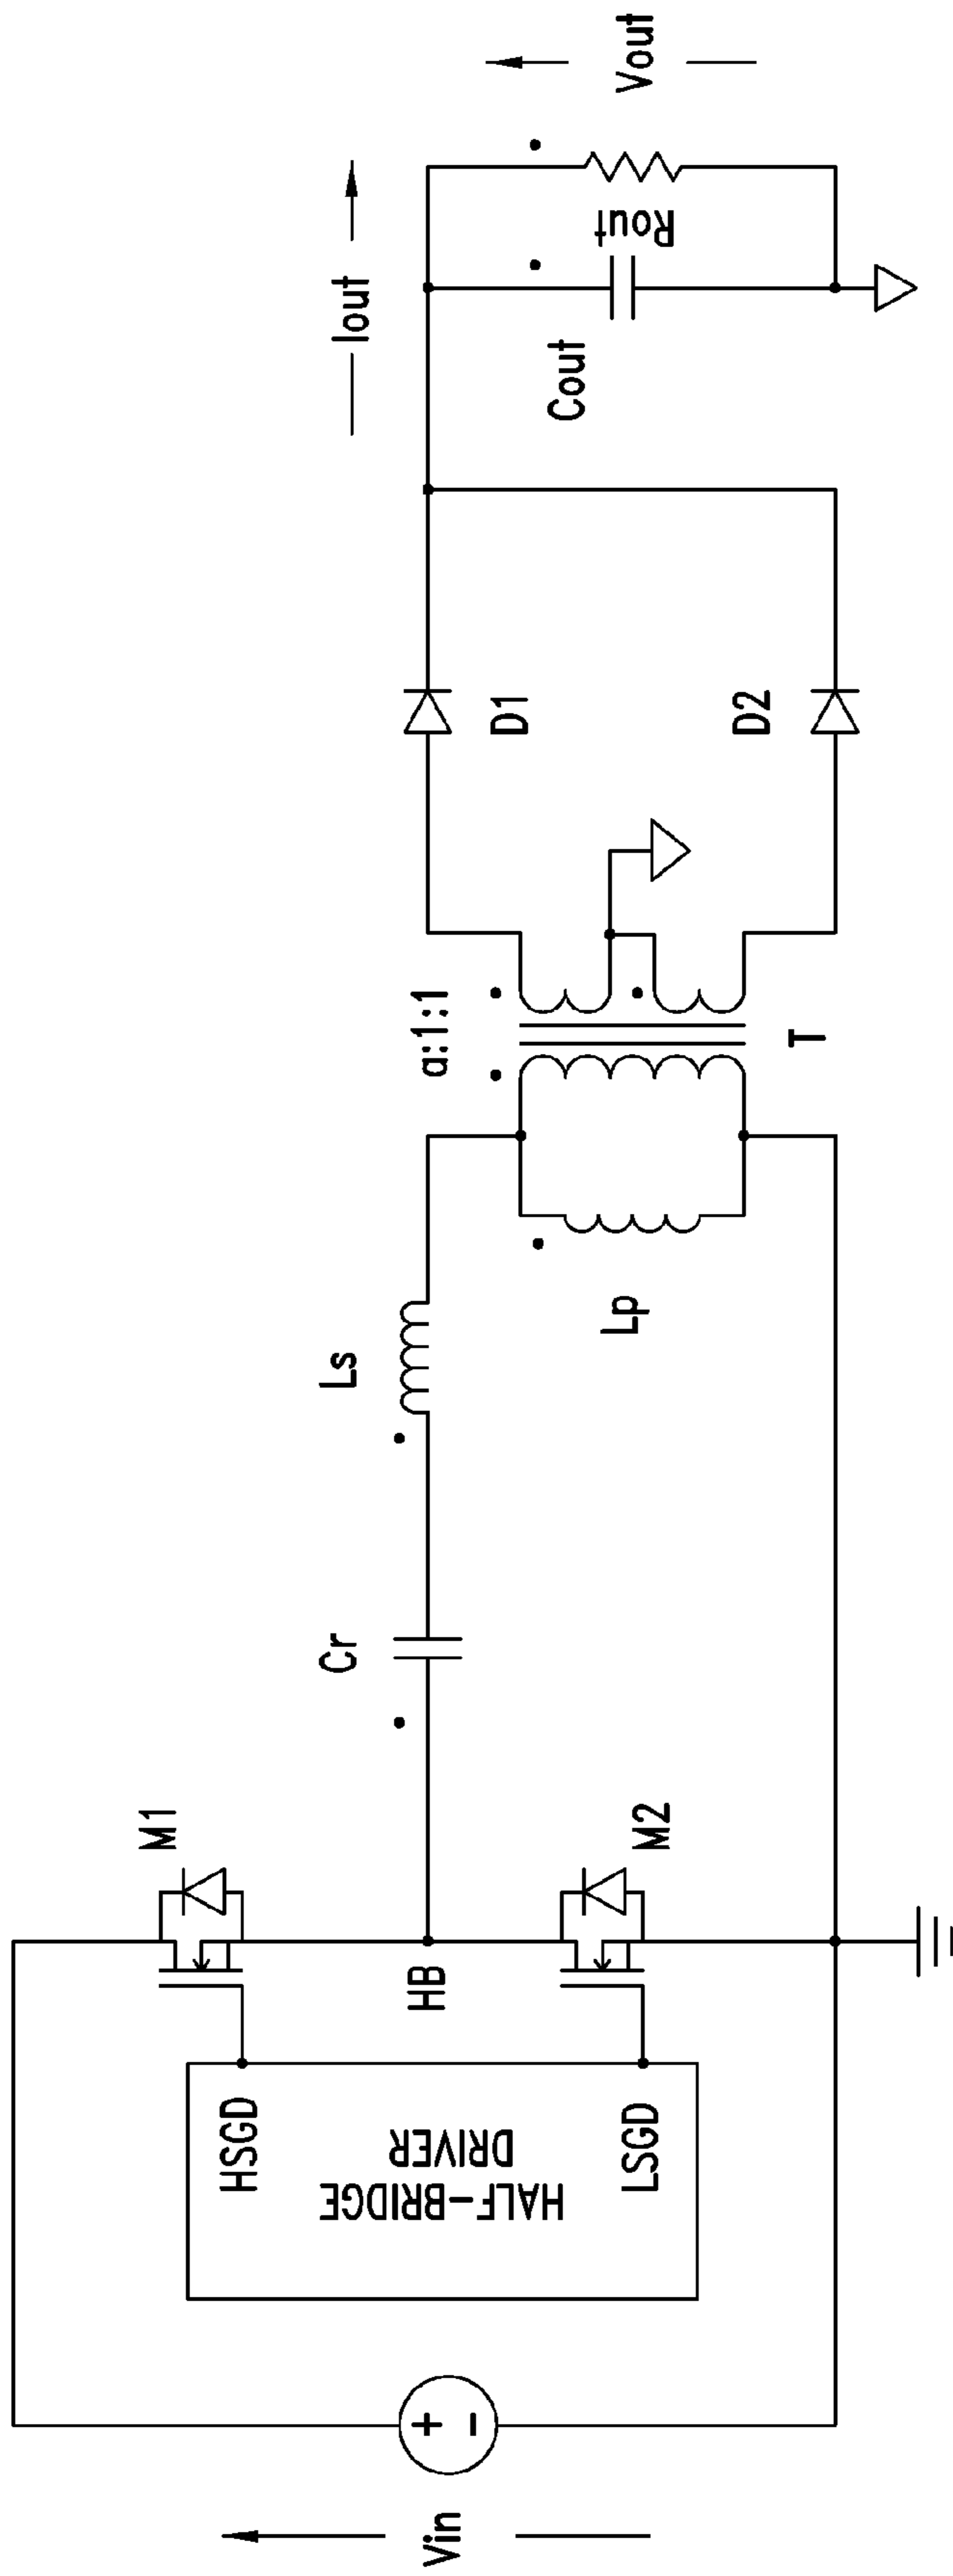 Vin
+
-
HALF-BRIDGE
DRIVER
HSGD
LSGD
HB
M1
M2
Cr
Ls
Lp
a:1:1
T
D1
D2
Iout
Cout
Rout
Vout